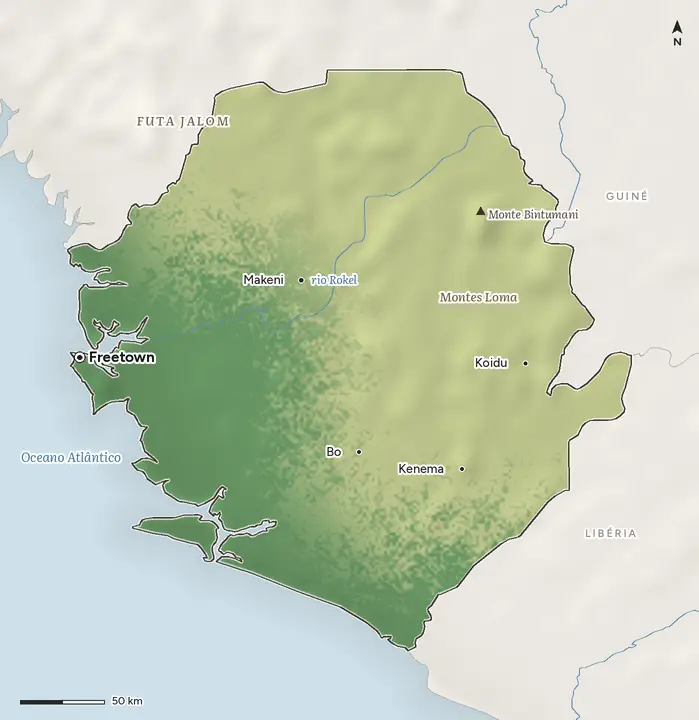 N
FUTA JALOM
GUINÉ
Monte Bintumani
Makeni
rio Rokel
Montes Loma
Freetown
Koidu
Bo
Oceano Atlântico
Kenema
LIBÉRIA
50 km